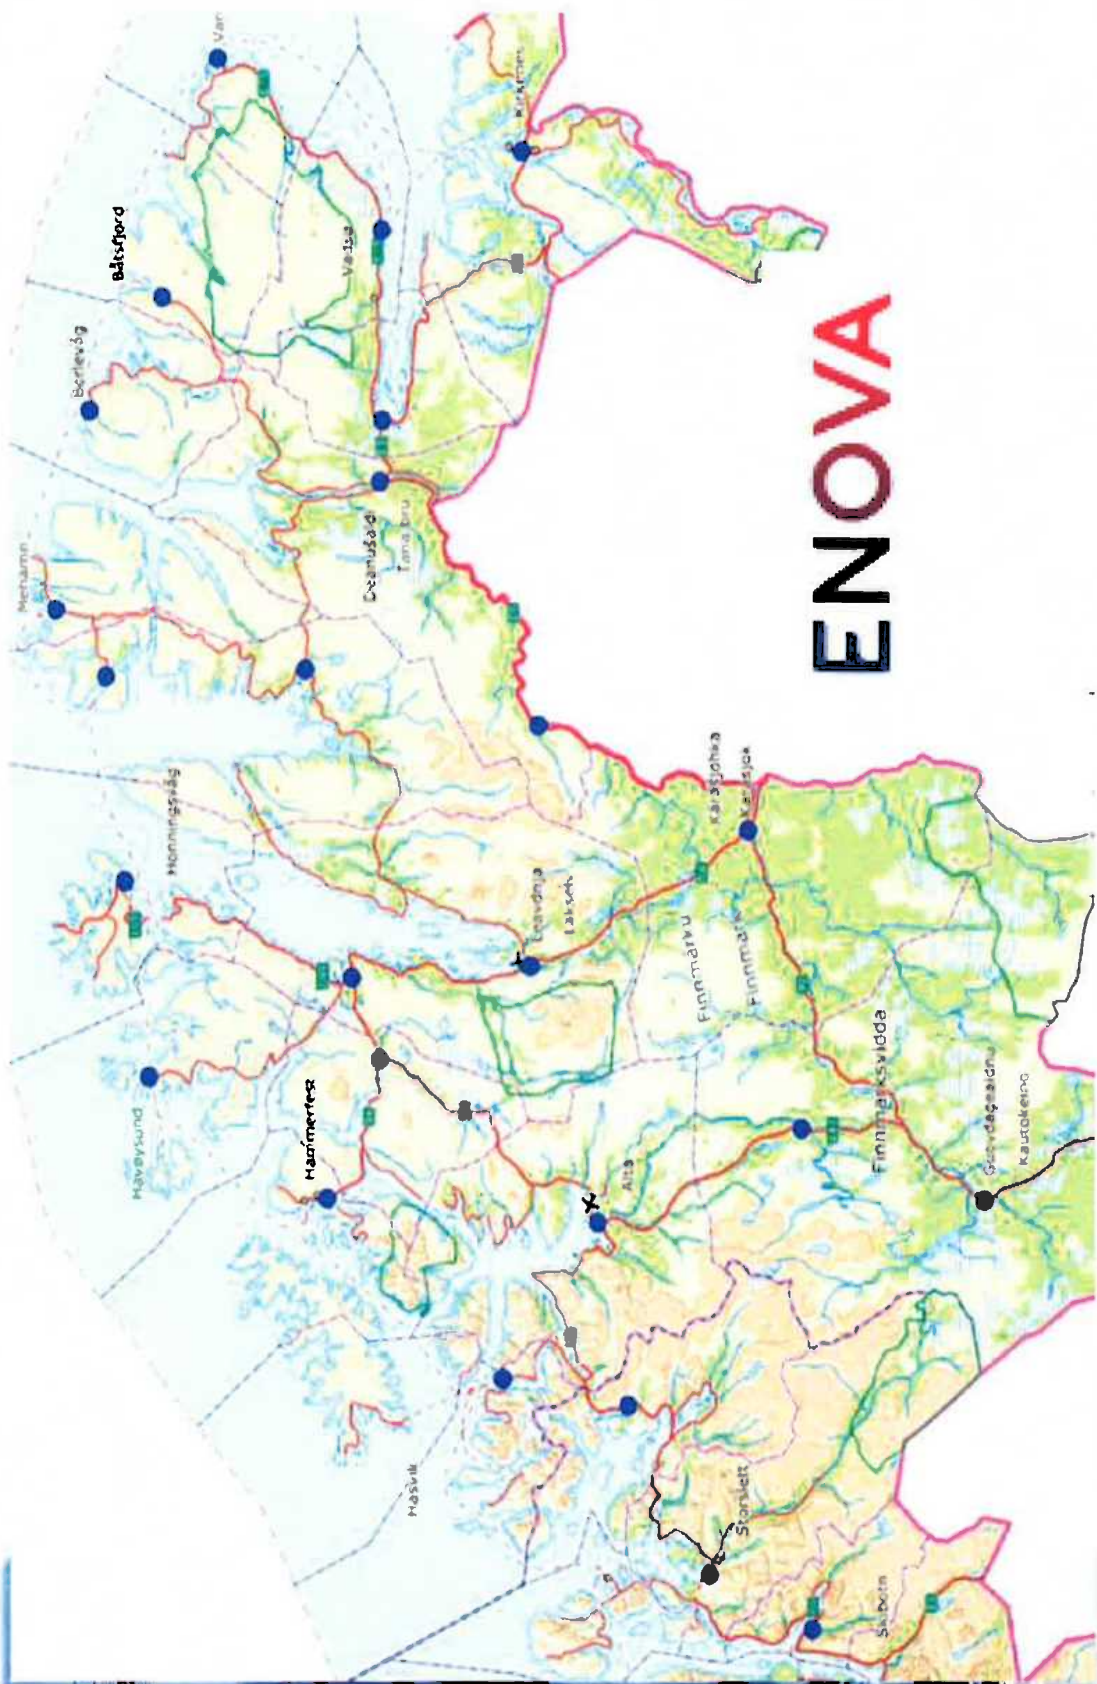 Båtsfjord
Berlevåg
Vadsø
Mehamn
Deanušaldi
Tana bru
Honningsvåg
Havøysund
Hammerfest
Leavdnja
Lakselv
Kárášjohka
Karasjok
Finnmárku
Finnmark
Finnmarksvidda
Guovdageaidnu
Kautokeino
Alta
Hasvik
Storslett
Skibotn
Kirkenes
ENOVA